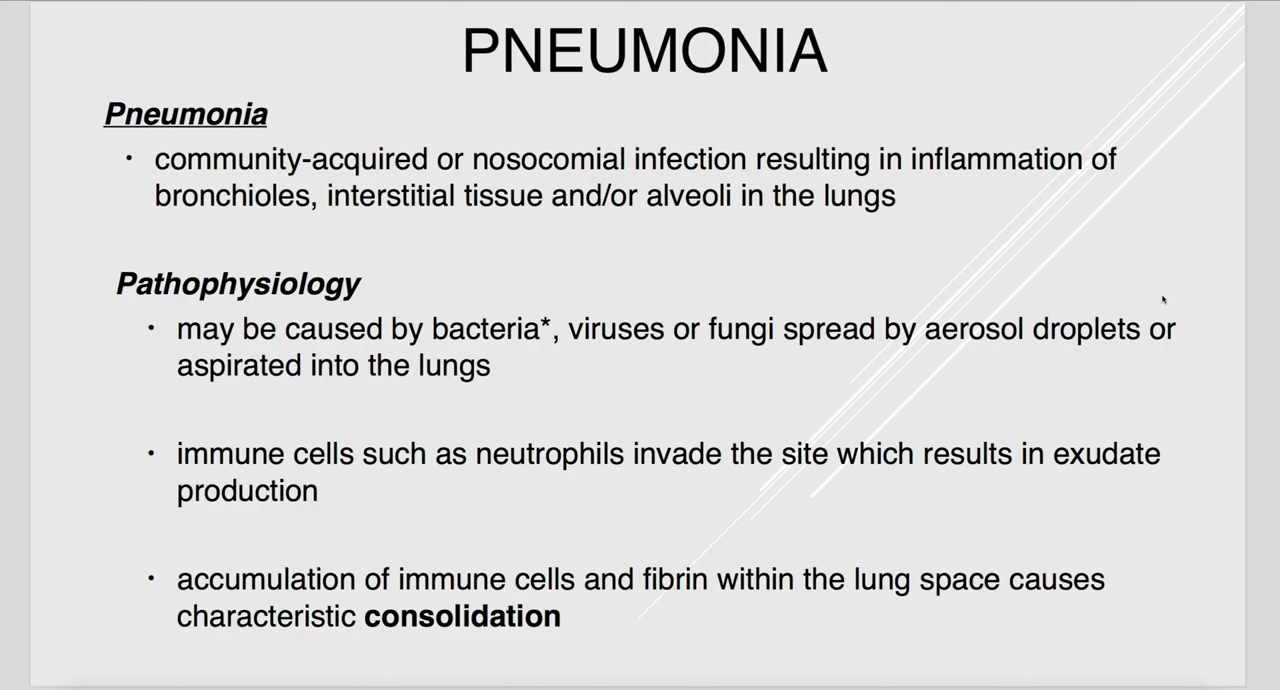 PNEUMONIA
Pneumonia
• community-acquired or nosocomial infection resulting in inflammation of
bronchioles, interstitial tissue and/or alveoli in the lungs
Pathophysiology
• may be caused by bacteria*, viruses or fungi spread by aerosol droplets or
aspirated into the lungs
• immune cells such as neutrophils invade the site which results in exudate
production
• accumulation of immune cells and fibrin within the lung space causes
characteristic consolidation